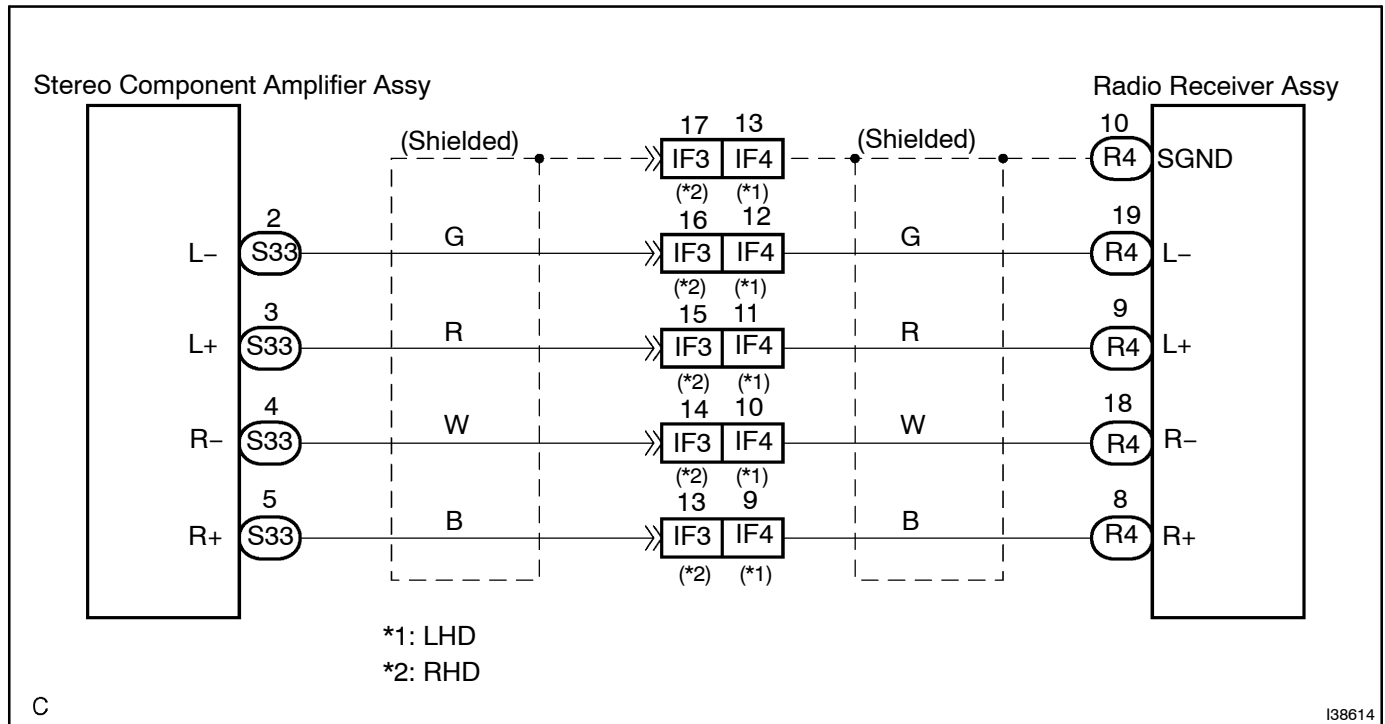 Stereo Component Amplifier Assy
Radio Receiver Assy
(Shielded) 17 13 (Shielded) 10
IF3 IF4 R4 SGND
(*2) (*1)
2 16 12 19
L− S33 G IF3 IF4 G R4 L−
(*2) (*1)
3 15 11 9
L+ S33 R IF3 IF4 R R4 L+
(*2) (*1)
4 14 10 18
R− S33 W IF3 IF4 W R4 R−
(*2) (*1)
5 13 9 8
R+ S33 B IF3 IF4 B R4 R+
(*2) (*1)
*1: LHD
*2: RHD
C
I38614